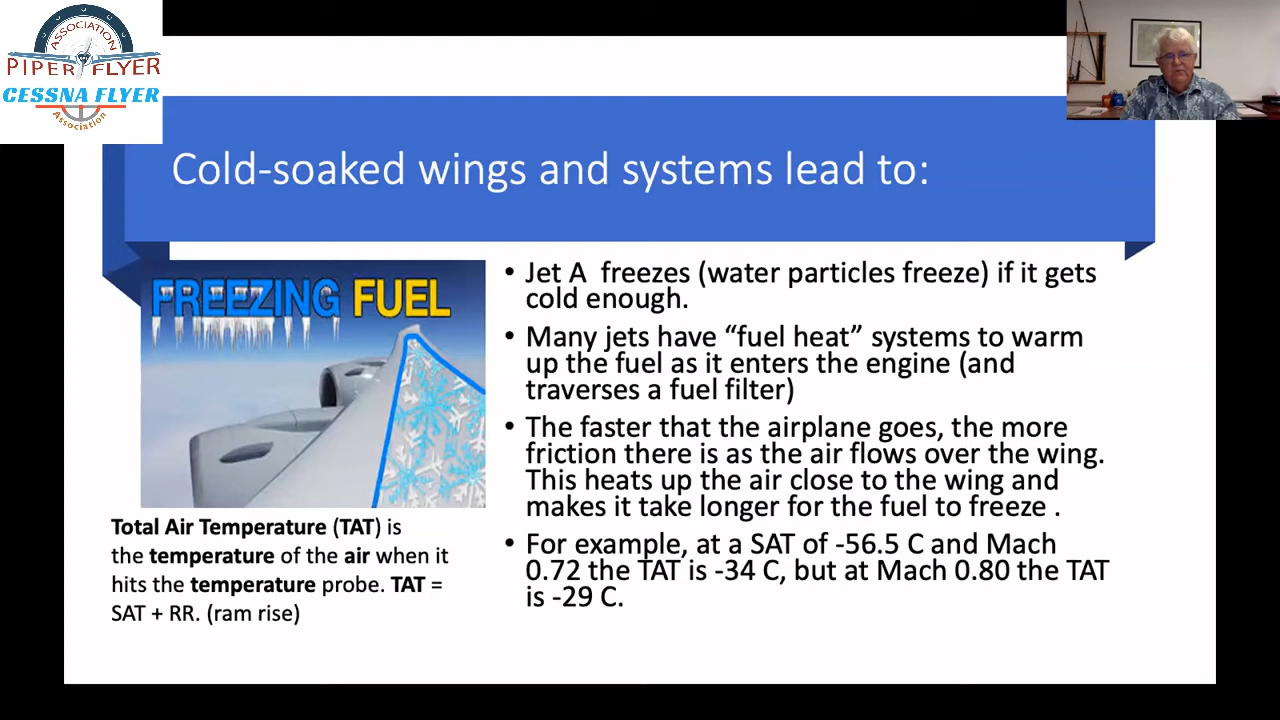 ASSOCIATION
PIPER FLYER
CESSNA FLYER
Association
Cold-soaked wings and systems lead to:
FREEZING FUEL
Total Air Temperature (TAT) is
the temperature of the air when it
hits the temperature probe. TAT =
SAT + RR. (ram rise)
• Jet A  freezes (water particles freeze) if it gets
cold enough.
• Many jets have “fuel heat” systems to warm
up the fuel as it enters the engine (and
traverses a fuel filter)
• The faster that the airplane goes, the more
friction there is as the air flows over the wing.
This heats up the air close to the wing and
makes it take longer for the fuel to freeze .
• For example, at a SAT of -56.5 C and Mach
0.72 the TAT is -34 C, but at Mach 0.80 the TAT
is -29 C.